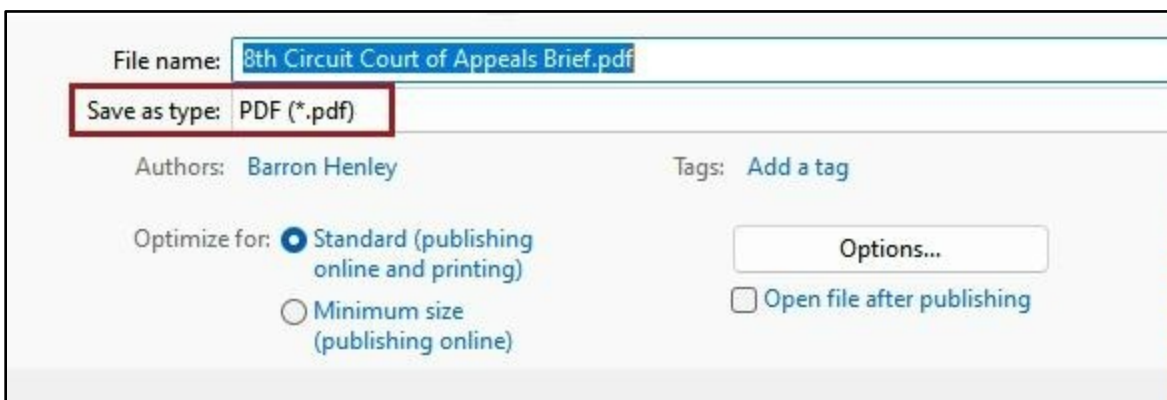 File name: 8th Circuit Court of Appeals Brief.pdf
Save as type: PDF (*.pdf)
Authors: Barron Henley Tags: Add a tag
Optimize for: Standard (publishing
online and printing)
Options...
Minimum size
(publishing online)
Open file after publishing